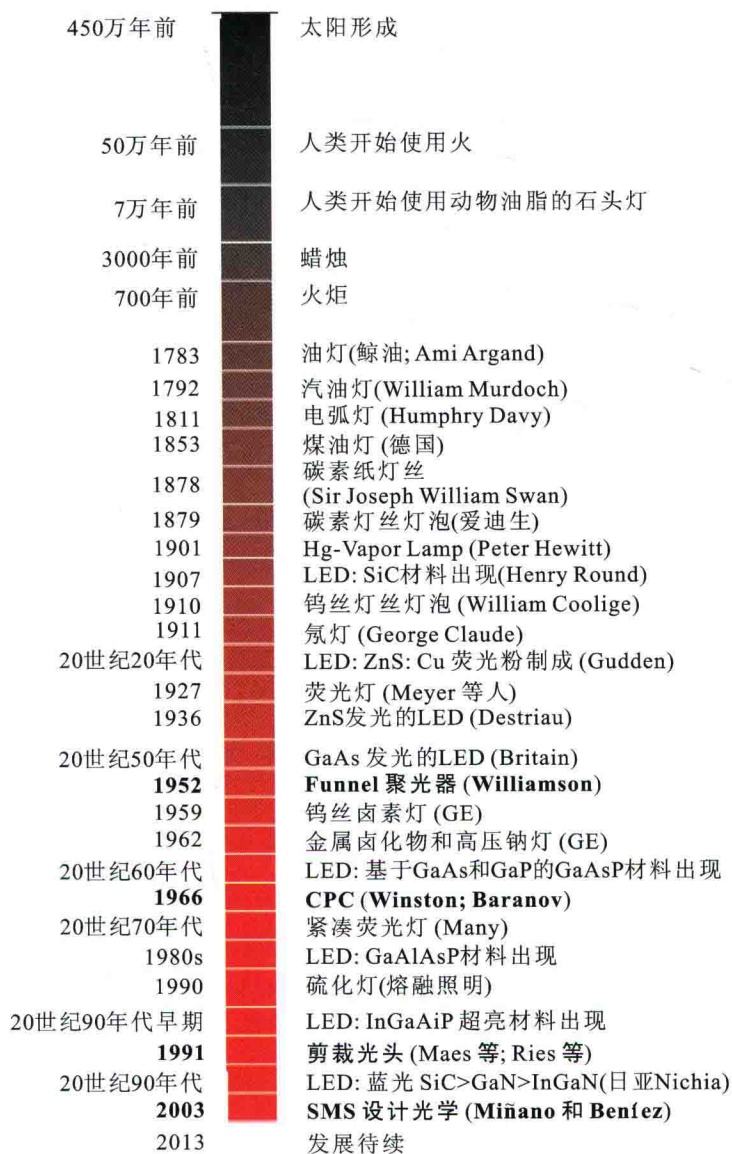 450万年前 太阳形成
50万年前 人类开始使用火
7万年前 人类开始使用动物油脂的石头灯
3000年前 蜡烛
700年前 火炬
1783 油灯(鲸油; Ami Argand)
1792 汽油灯(William Murdoch)
1811 电弧灯 (Humphry Davy)
1853 煤油灯 (德国)
1878 碳素纸灯丝
(Sir Joseph William Swan)
1879 碳素灯丝灯泡(爱迪生)
1901 Hg-Vapor Lamp (Peter Hewitt)
1907 LED: SiC材料出现(Henry Round)
1910 钨丝灯丝灯泡 (William Coolige)
1911 氖灯 (George Claude)
20世纪20年代 LED: ZnS: Cu 荧光粉制成 (Gudden)
1927 荧光灯 (Meyer 等人)
1936 ZnS发光的LED (Destriau)
20世纪50年代 GaAs 发光的LED (Britain)
1952 Funnel 聚光器 (Williamson)
1959 钨丝卤素灯 (GE)
1962 金属卤化物和高压钠灯 (GE)
20世纪60年代 LED: 基于GaAs和GaP的GaAsP材料出现
1966 CPC (Winston; Baranov)
20世纪70年代 紧凑荧光灯 (Many)
1980s LED: GaAlAsP材料出现
1990 硫化灯(熔融照明)
20世纪90年代早期 LED: InGaAiP 超亮材料出现
1991 剪裁光头 (Maes 等; Ries 等)
20世纪90年代 LED: 蓝光 SiC>GaN>InGaN(日亚Nichia)
2003 SMS 设计光学 (Miñano 和 Beníez)
2013 发展待续